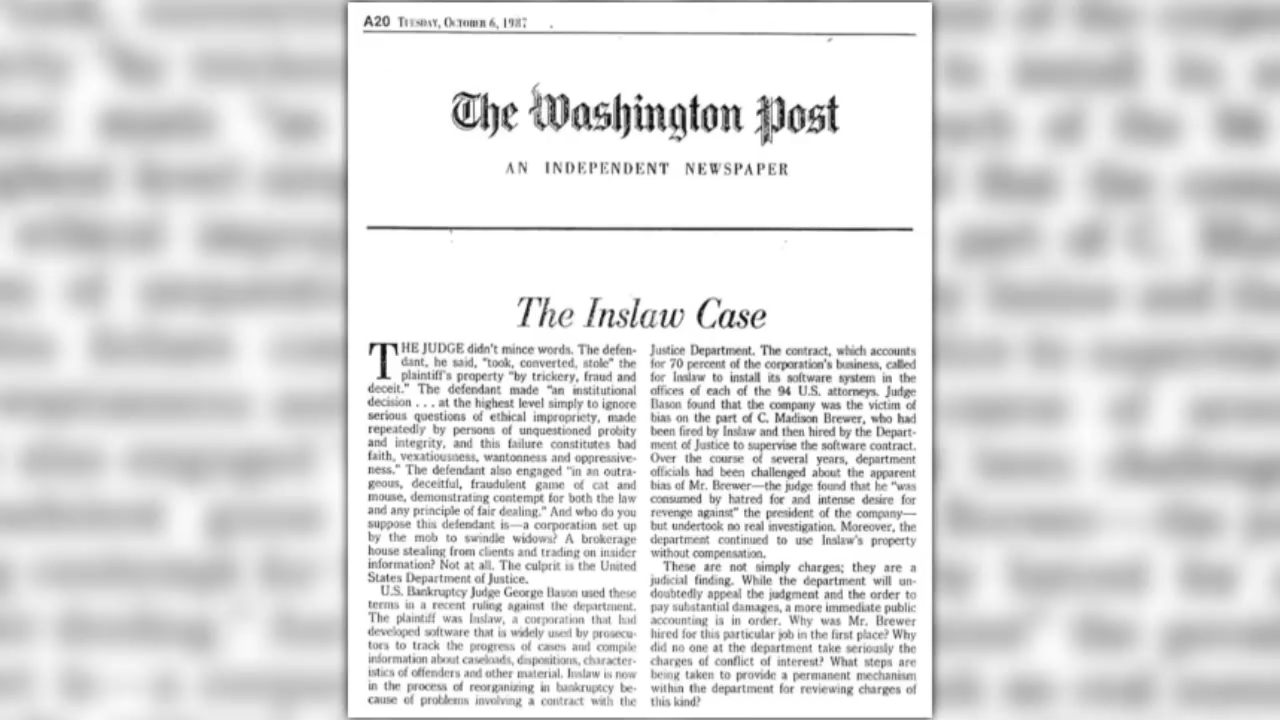 A20 TUESDAY, OCTOBER 6, 1987
The Washington Post
AN INDEPENDENT NEWSPAPER
The Inslaw Case
THE JUDGE didn't mince words. The defen-
dant, he said, "took, converted, stole" the
plaintiff's property "by trickery, fraud and
deceit." The defendant made "an institutional
decision . . . at the highest level simply to ignore
serious questions of ethical impropriety, made
repeatedly by persons of unquestioned probity
and integrity, and this failure constitutes bad
faith, vexatiousness, wantonness and oppressive-
ness." The defendant also engaged "in an outra-
geous, deceitful, fraudulent game of cat and
mouse, demonstrating contempt for both the law
and any principle of fair dealing." And who do you
suppose this defendant is—a corporation set up
by the mob to swindle widows? A brokerage
house stealing from clients and trading on insider
information? Not at all. The culprit is the United
States Department of Justice.
U.S. Bankruptcy Judge George Bason used these
terms in a recent ruling against the department.
The plaintiff was Inslaw, a corporation that had
developed software that is widely used by prosecu-
tors to track the progress of cases and compile
information about caseloads, dispositions, character-
istics of offenders and other material. Inslaw is now
in the process of reorganizing in bankruptcy be-
cause of problems involving a contract with the
Justice Department. The contract, which accounts
for 70 percent of the corporation's business, called
for Inslaw to install its software system in the
offices of each of the 94 U.S. attorneys. Judge
Bason found that the company was the victim of
bias on the part of C. Madison Brewer, who had
been fired by Inslaw and then hired by the Depart-
ment of Justice to supervise the software contract.
Over the course of several years, department
officials had been challenged about the apparent
bias of Mr. Brewer—the judge found that he "was
consumed by hatred for and intense desire for
revenge against" the president of the company—
but undertook no real investigation. Moreover, the
department continued to use Inslaw's property
without compensation.
These are not simply charges; they are a
judicial finding. While the department will un-
doubtedly appeal the judgment and the order to
pay substantial damages, a more immediate public
accounting is in order. Why was Mr. Brewer
hired for this particular job in the first place? Why
did no one at the department take seriously the
charges of conflict of interest? What steps are
being taken to provide a permanent mechanism
within the department for reviewing charges of
this kind?